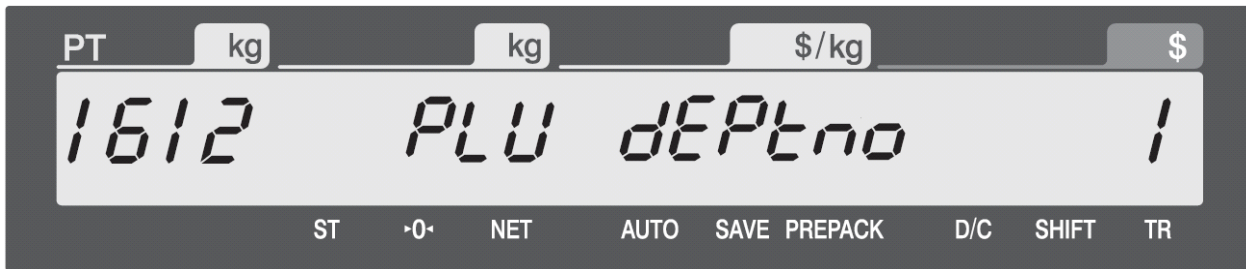 PT kg kg $/kg $
1612 PLU dEPtno 1
ST ▸0◂ NET AUTO SAVE PREPACK D/C SHIFT TR